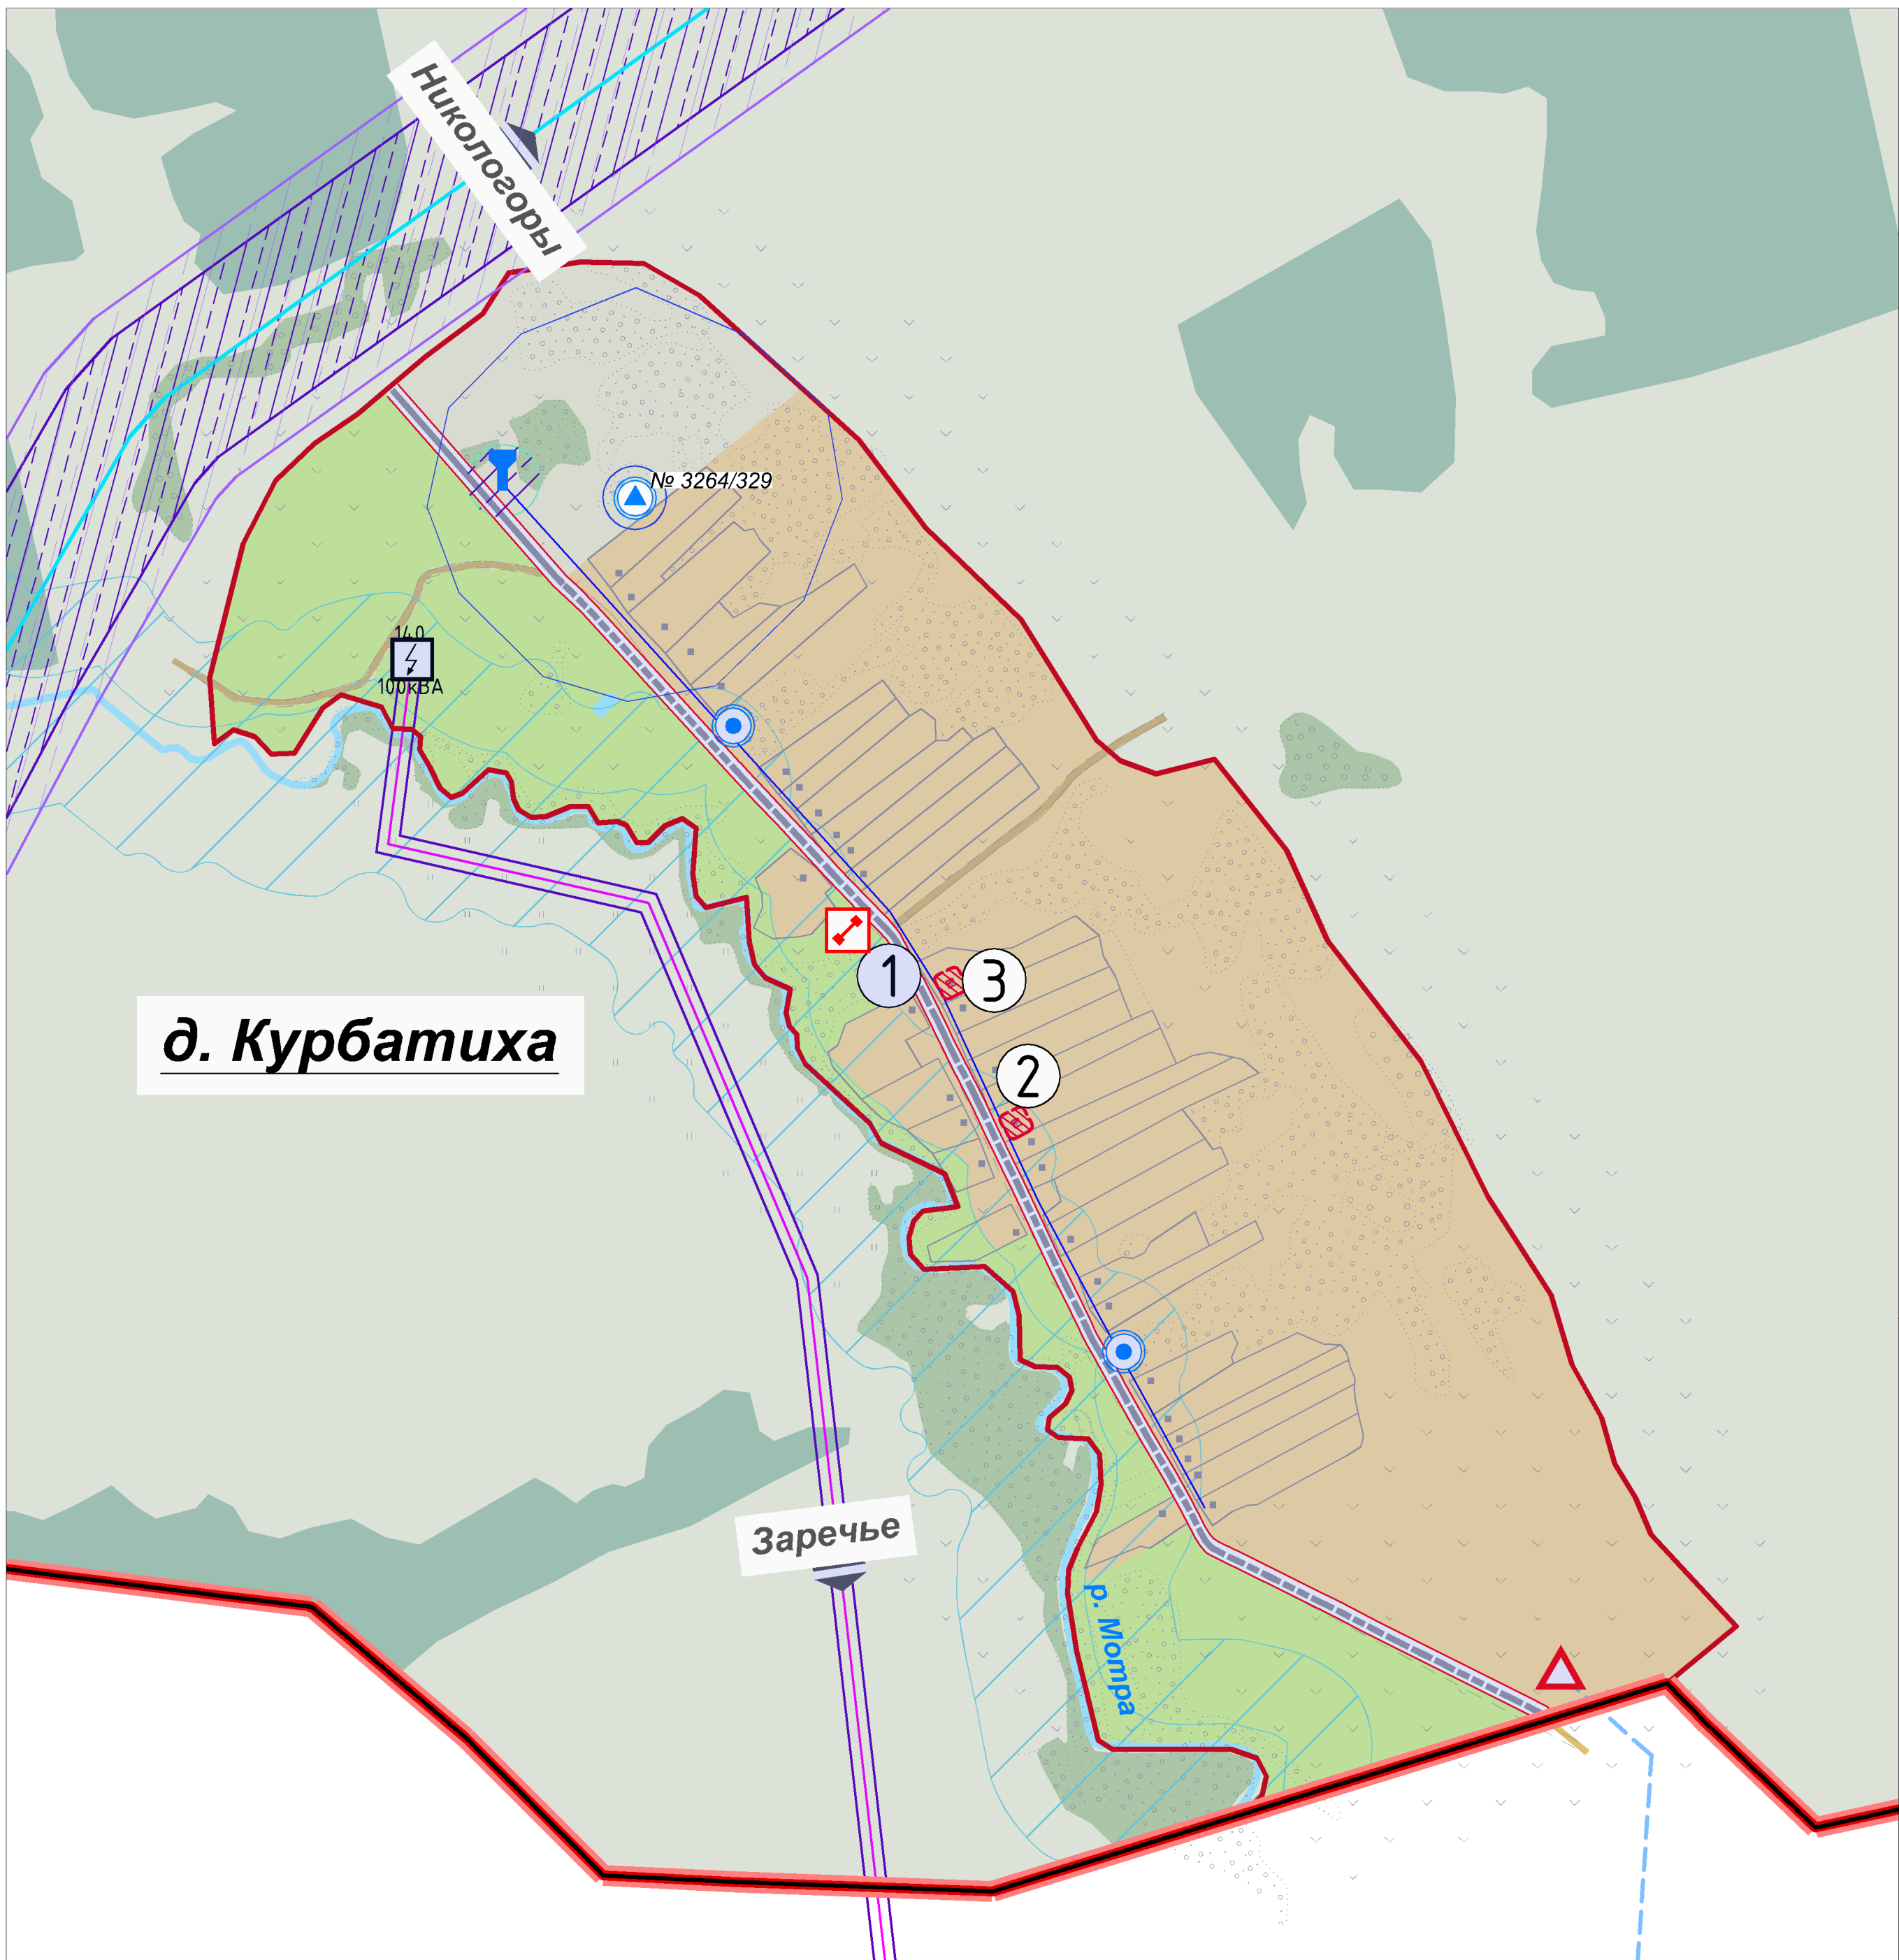 Никологоры
№ 3264/329
140
100кВА
1
3
д. Курбатиха
2
Заречье
р. Мотра